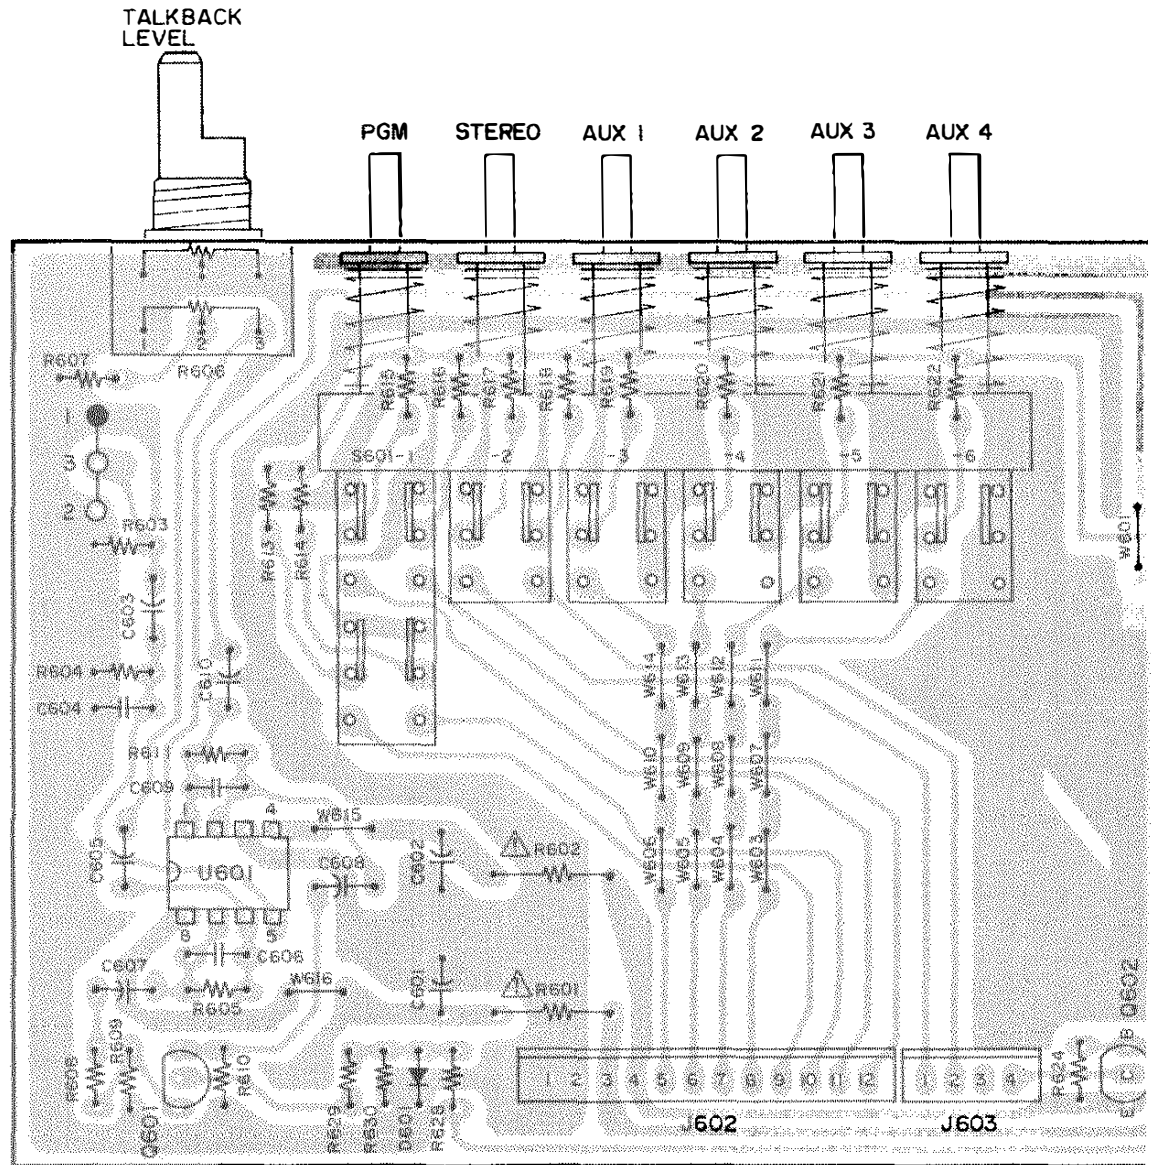 TALKBACK
LEVEL
PGM STEREO AUX 1 AUX 2 AUX 3 AUX 4
1 2 3
1 2 3
R607
R606
R615 R616 R617 R618 R619 R620 R621 R622
1
3
2
S601-1 -2 -3 -4 -5 -6
R603
R613 R614
W601
C603
R604
C610
C604
W614 W613 W612 W611
R611
C609
W610 W609 W608 W607
1 4
W615
C605
U601
C608
C602
⚠ R602
W606 W605 W604 W603
8 5
C606
C607
W616
C601
⚠ R601
R605
Q602
R608 R609
R610
Q601
R629 R630 D601 R628
1 2 3 4 5 6 7 8 9 10 11 12
J602
1 2 3 4
J603
R624
B
C
E